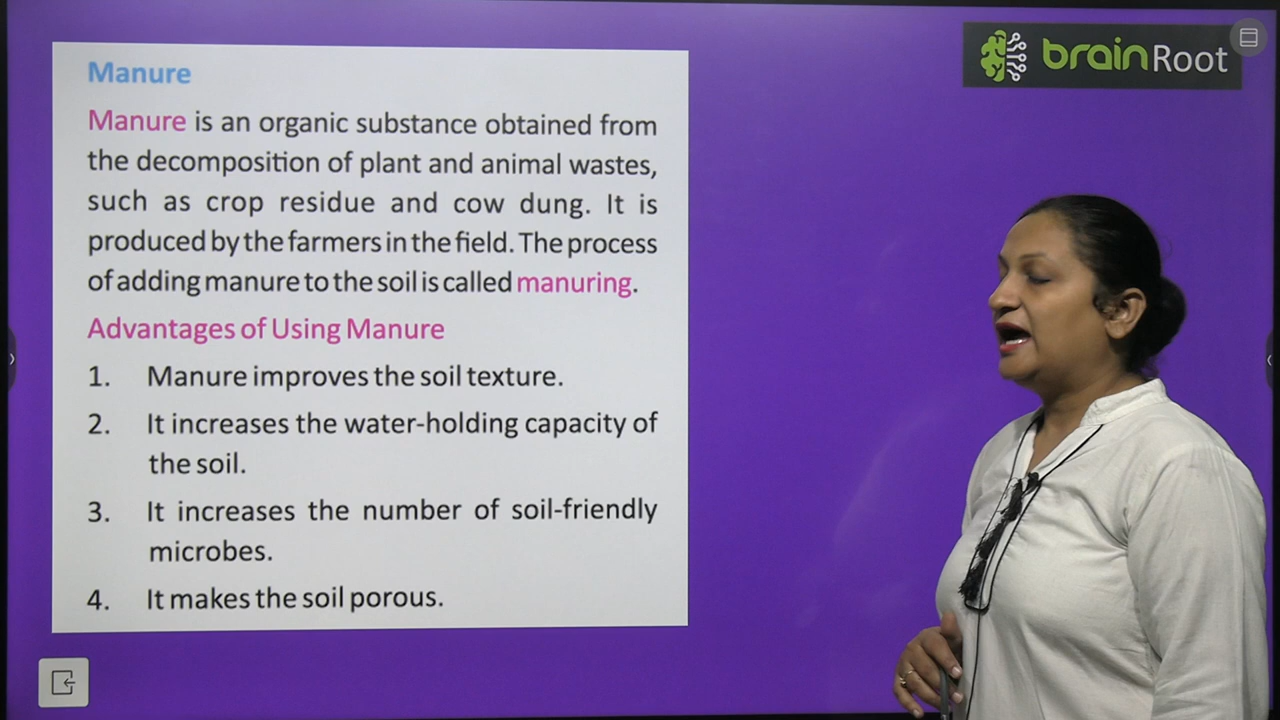 brainRoot
Manure
Manure is an organic substance obtained from
the decomposition of plant and animal wastes,
such as crop residue and cow dung. It is
produced by the farmers in the field. The process
of adding manure to the soil is called manuring.
Advantages of Using Manure
1. Manure improves the soil texture.
2. It increases the water-holding capacity of
the soil.
3. It increases the number of soil-friendly
microbes.
4. It makes the soil porous.